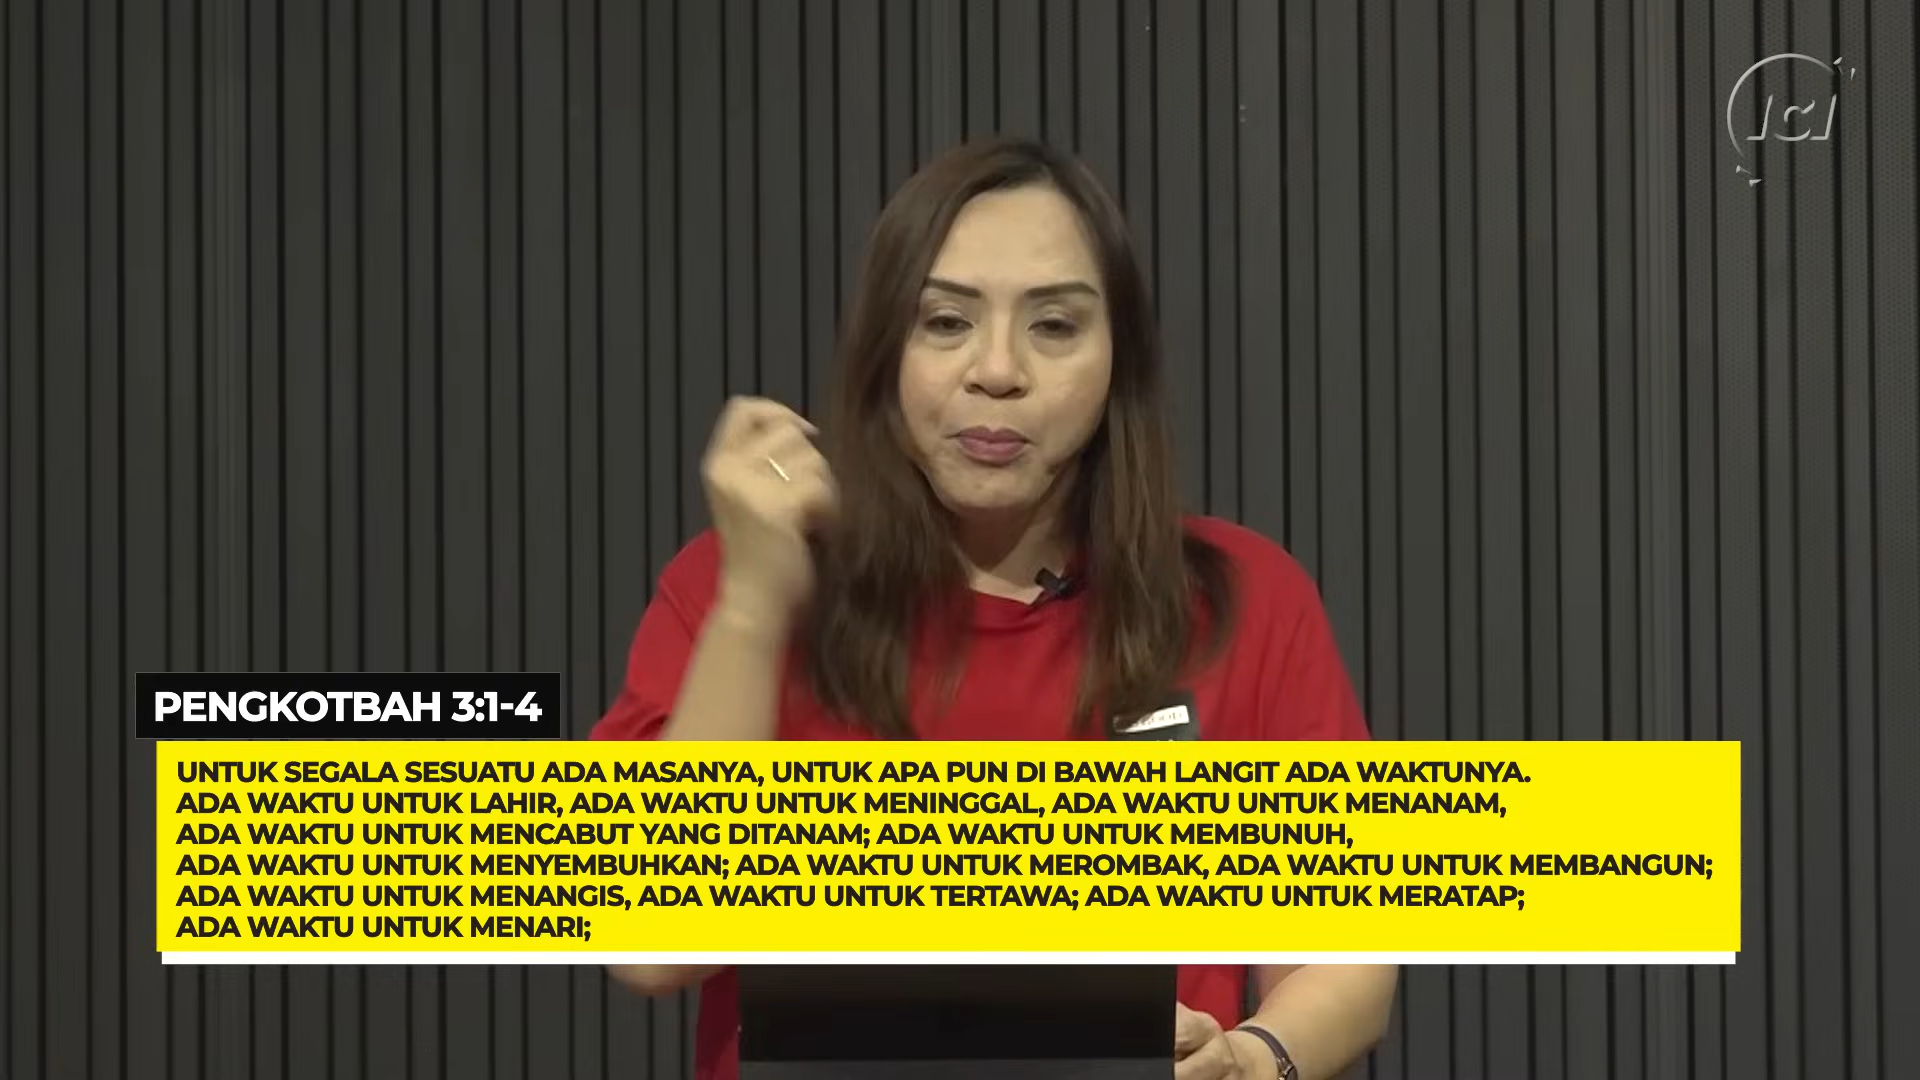 ICI
PENGKOTBAH 3:1-4
UNTUK SEGALA SESUATU ADA MASANYA, UNTUK APA PUN DI BAWAH LANGIT ADA WAKTUNYA.
ADA WAKTU UNTUK LAHIR, ADA WAKTU UNTUK MENINGGAL, ADA WAKTU UNTUK MENANAM,
ADA WAKTU UNTUK MENCABUT YANG DITANAM; ADA WAKTU UNTUK MEMBUNUH,
ADA WAKTU UNTUK MENYEMBUHKAN; ADA WAKTU UNTUK MEROMBAK, ADA WAKTU UNTUK MEMBANGUN;
ADA WAKTU UNTUK MENANGIS, ADA WAKTU UNTUK TERTAWA; ADA WAKTU UNTUK MERATAP;
ADA WAKTU UNTUK MENARI;